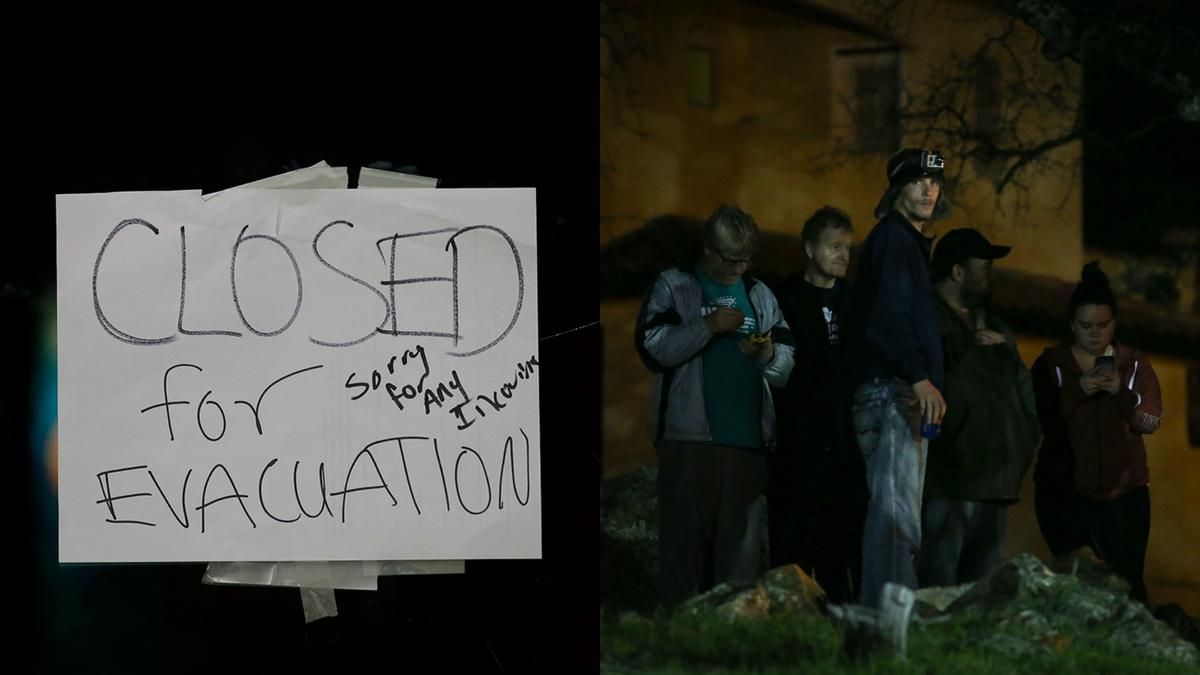 CLOSED
for
Sorry
for Any
EVACUATION